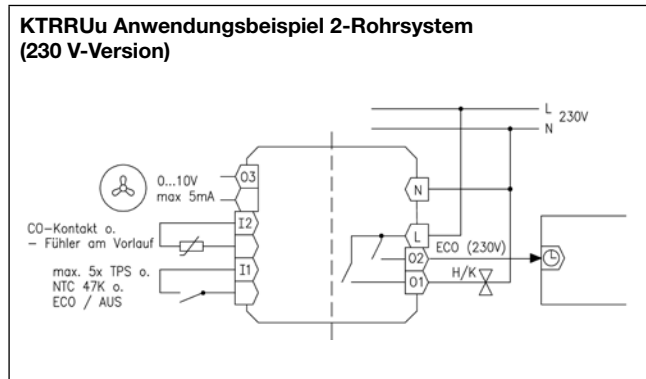 KTRRUu Anwendungsbeispiel 2-Rohrsystem
(230 V-Version)
L
230V
N
O3
0...10V
max 5mA
N
I2
CO-Kontakt o.
- Fühler am Vorlauf
L
ECO (230V)
O2
I1
max. 5x TPS o.
NTC 47K o.
ECO / AUS
H/K
O1